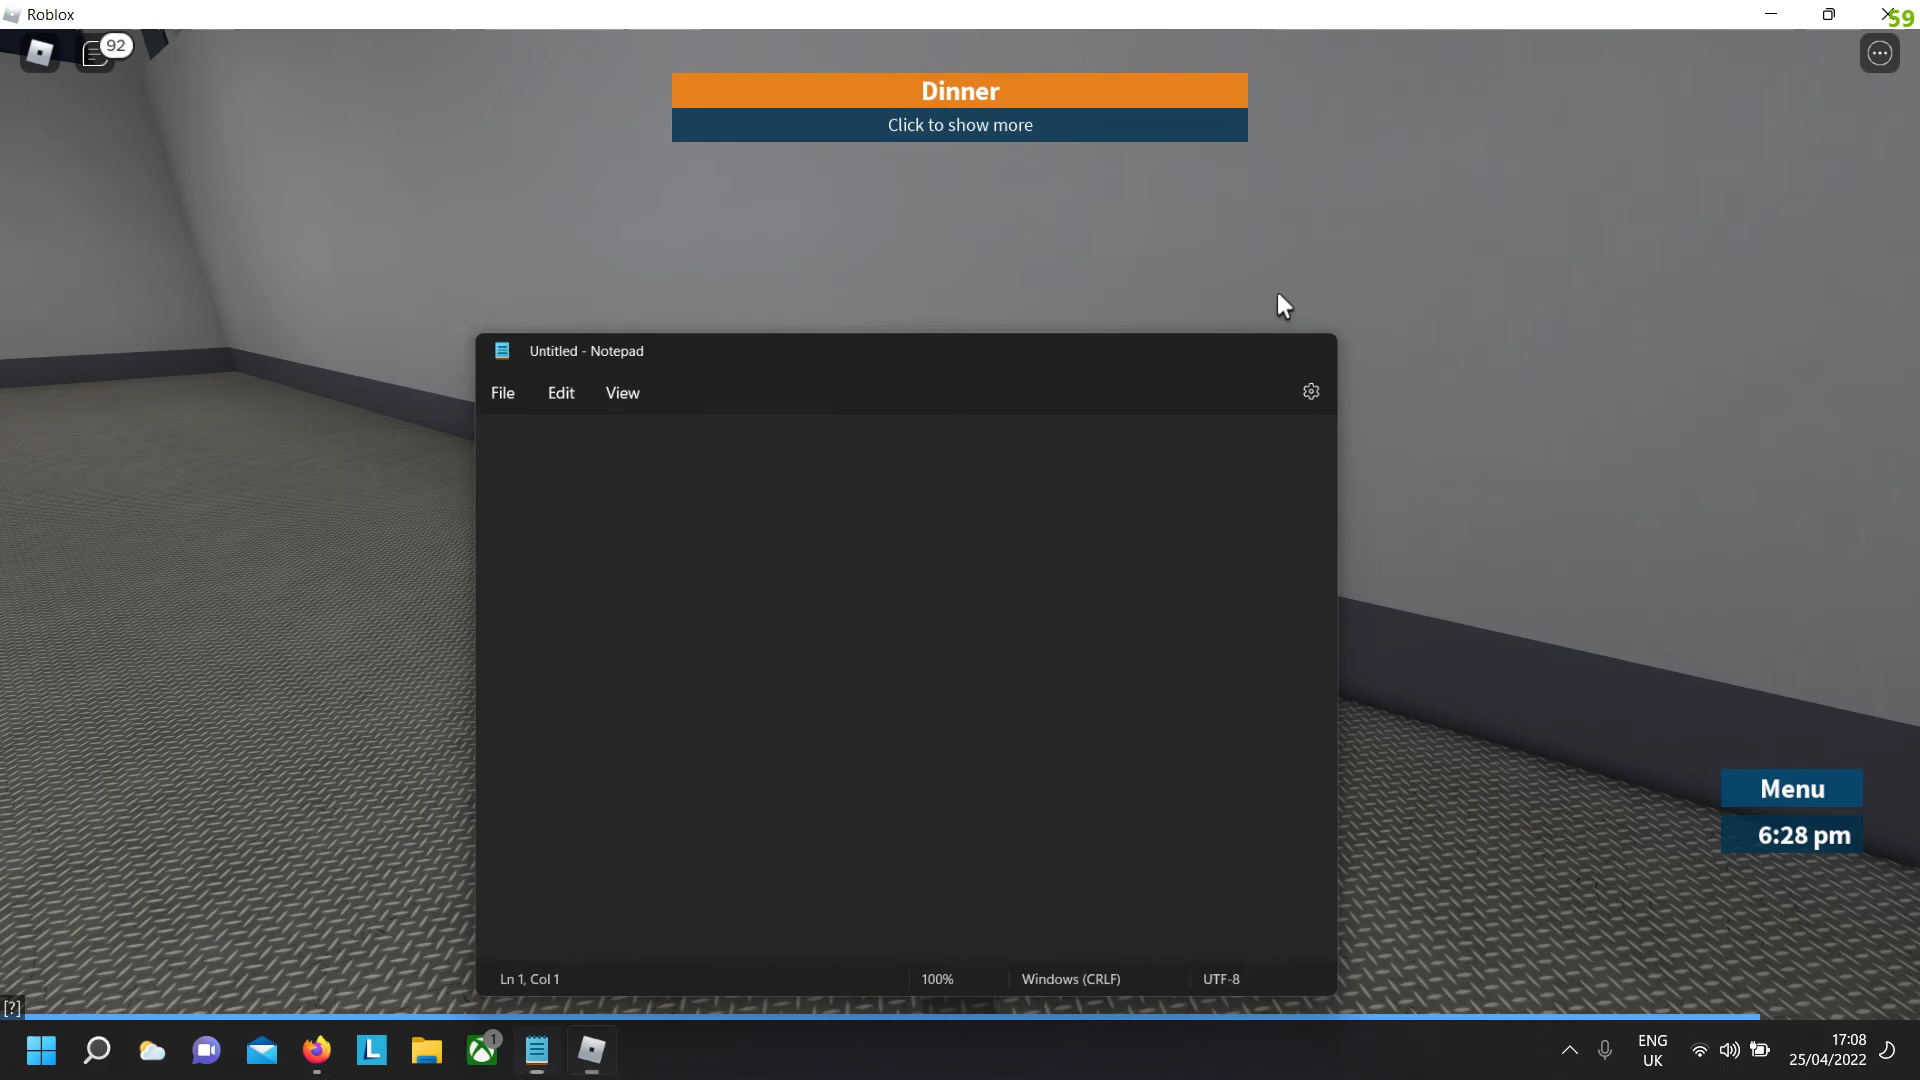 Roblox
59
92
Dinner
Click to show more
Untitled - Notepad
File Edit View
Menu
6:28 pm
Ln 1, Col 1 100% Windows (CRLF) UTF-8
[?]
L
1
ENG
UK
17:08
25/04/2022